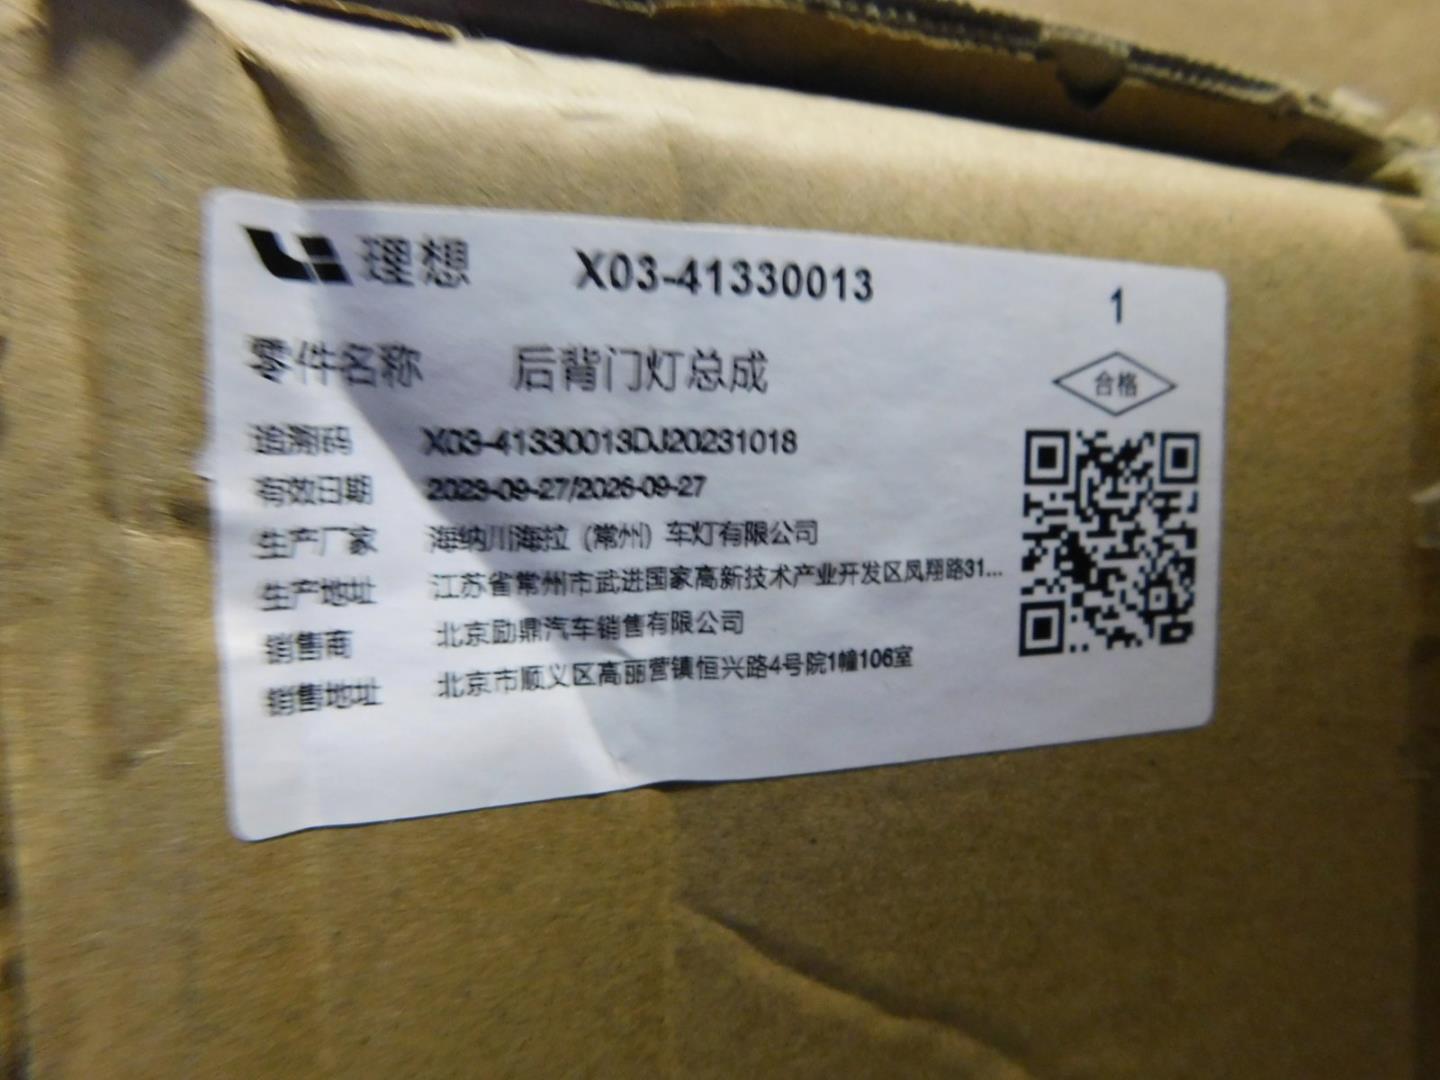 理想 X03-41330013
1
合格
零件名称 后背门灯总成
追溯码 X03-41330013DJ20231018
有效日期 2023-09-27/2026-09-27
生产厂家 海纳川海拉（常州）车灯有限公司
生产地址 江苏省常州市武进国家高新技术产业开发区凤翔路31...
销售商 北京励鼎汽车销售有限公司
销售地址 北京市顺义区高丽营镇恒兴路4号院1幢106室